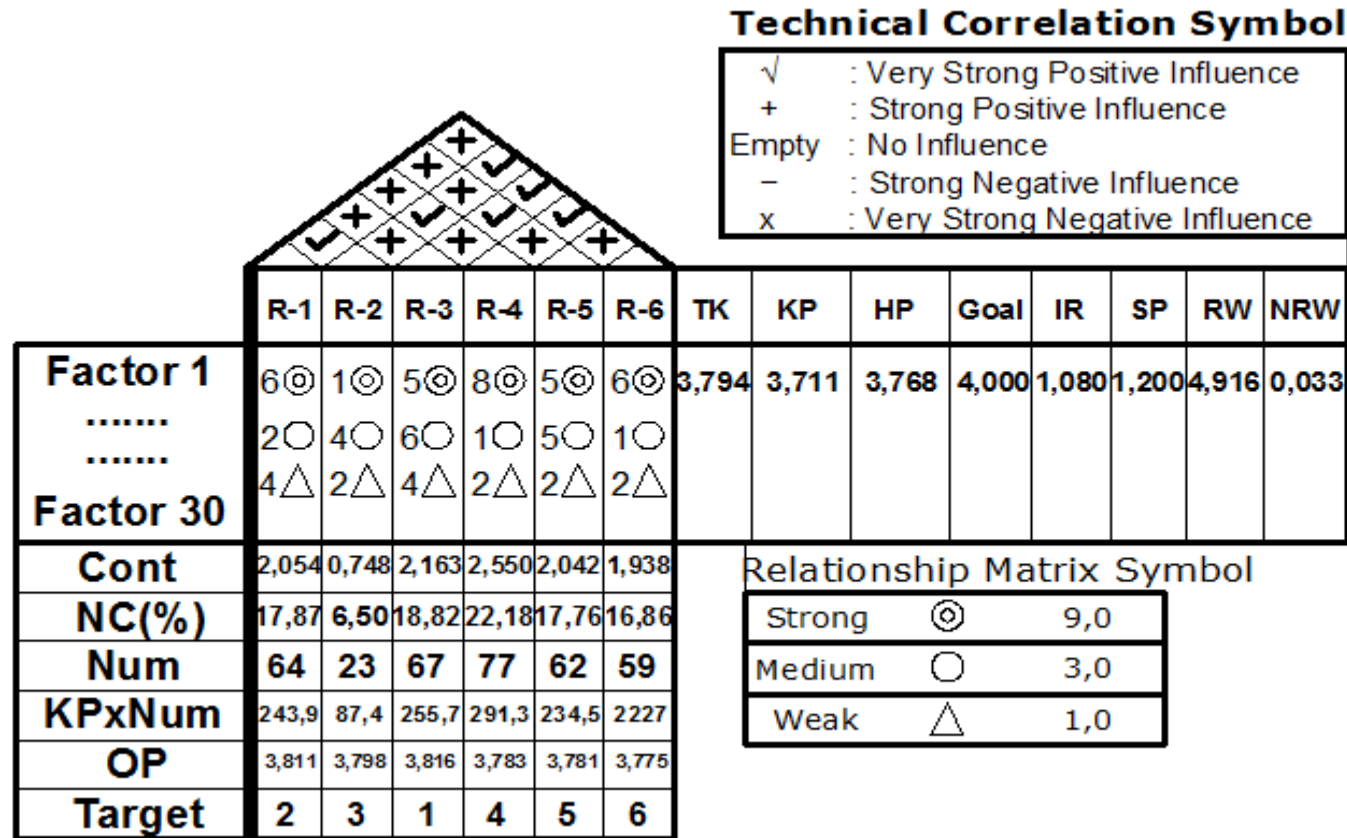 Technical Correlation Symbol
√ : Very Strong Positive Influence
+ : Strong Positive Influence
Empty : No Influence
– : Strong Negative Influence
x : Very Strong Negative Influence
+
+ ✓
+ + ✓
+ ✓ ✓ ✓
✓ + + + + +
R-1 R-2 R-3 R-4 R-5 R-6 TK KP HP Goal IR SP RW NRW
Factor 1
.......
.......
Factor 30
6◎ 1◎ 5◎ 8◎ 5◎ 6◎ 3,794 3,711 3,768 4,000 1,080 1,200 4,916 0,033
2○ 4○ 6○ 1○ 5○ 1○
4△ 2△ 4△ 2△ 2△ 2△
Cont 2,054 0,748 2,163 2,550 2,042 1,938
NC(%) 17,87 6,50 18,82 22,18 17,76 16,86
Num 64 23 67 77 62 59
KPxNum 243,9 87,4 255,7 291,3 234,5 2227
OP 3,811 3,798 3,816 3,783 3,781 3,775
Target 2 3 1 4 5 6
Relationship Matrix Symbol
Strong ◎ 9,0
Medium ○ 3,0
Weak △ 1,0